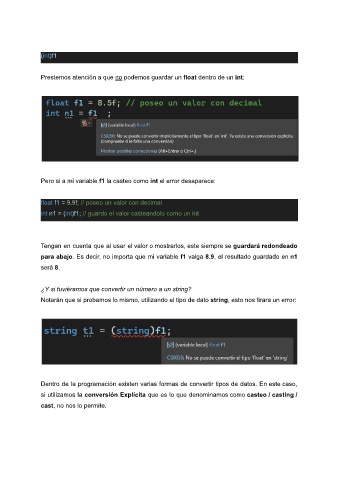 (int)f1
Prestemos atención a que no podemos guardar un float dentro de un int:
float f1 = 8.5f; // poseo un valor con decimal
int n1 = f1 ;
(variable local) float f1
CS0266: No se puede convertir implícitamente el tipo 'float' en 'int'. Ya existe una conversión explícita
(compruebe si le falta una conversión)
Mostrar posibles correcciones (Alt+Entrar o Ctrl+.)
Pero si a mi variable f1 la casteo como int el error desaparece:
float f1 = 9.9f; // poseo un valor con decimal
int n1 = (int)f1; // guardo el valor casteandolo como un int
Tengan en cuenta que al usar el valor o mostrarlos, este siempre se guardará redondeado
para abajo. Es decir, no importa que mi variable f1 valga 8.9, el resultado guardado en n1
será 8.
¿Y si tuviéramos que convertir un número a un string?
Notarán que si probamos lo mismo, utilizando el tipo de dato string, esto nos tirara un error:
string t1 = (string)f1;
(variable local) float f1
CS0030: No se puede convertir el tipo 'float' en 'string'
Dentro de la programación existen varias formas de convertir tipos de datos. En este caso,
si utilizamos la conversión Explícita que es lo que denominamos como casteo / casting /
cast, no nos lo permite.